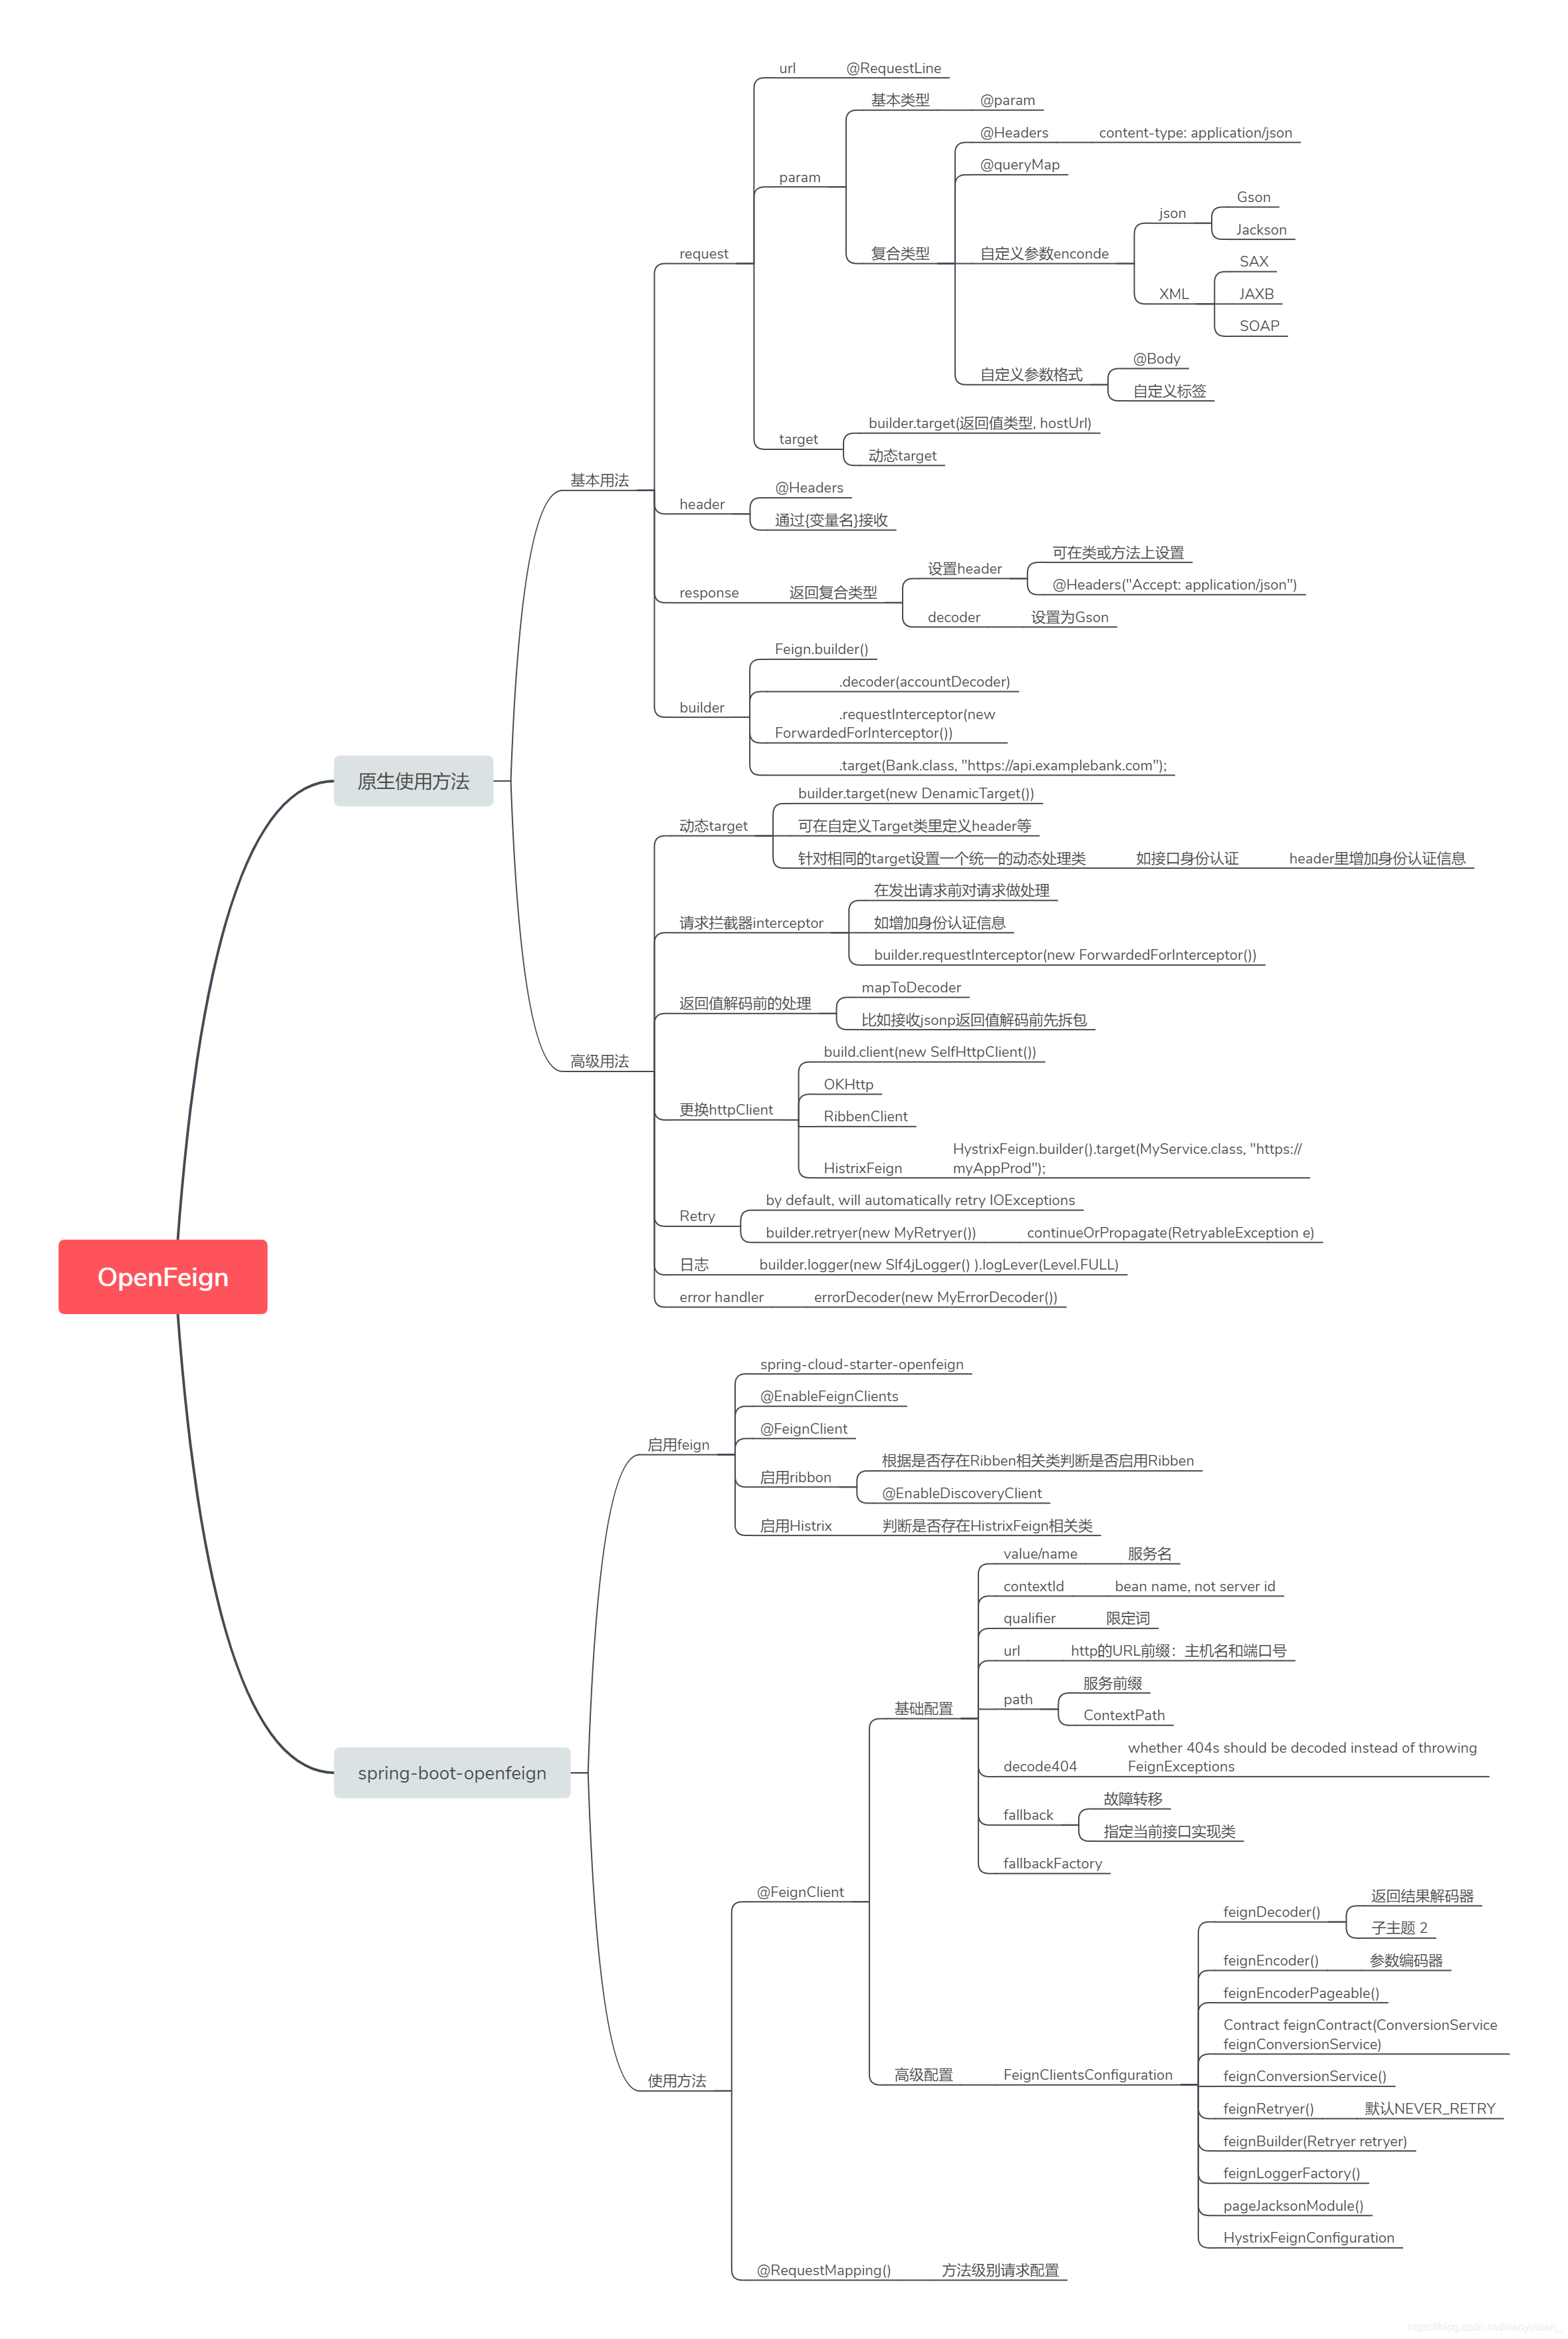 url
@RequestLine
基本类型
@param
@Headers
content-type: application/json
@queryMap
param
Gson
json
Jackson
request
复合类型
自定义参数enconde
SAX
XML
JAXB
SOAP
@Body
自定义参数格式
自定义标签
builder.target(返回值类型, hostUrl)
target
动态target
基本用法
@Headers
header
通过{变量名}接收
可在类或方法上设置
设置header
@Headers("Accept: application/json")
response
返回复合类型
decoder
设置为Gson
Feign.builder()
.decoder(accountDecoder)
builder
.requestInterceptor(new
ForwardedForInterceptor())
.target(Bank.class, "https://api.examplebank.com");
原生使用方法
builder.target(new DenamicTarget())
动态target
可在自定义Target类里定义header等
针对相同的target设置一个统一的动态处理类
如接口身份认证
header里增加身份认证信息
在发出请求前对请求做处理
请求拦截器interceptor
如增加身份认证信息
builder.requestInterceptor(new ForwardedForInterceptor())
mapToDecoder
返回值解码前的处理
比如接收jsonp返回值解码前先拆包
高级用法
build.client(new SelfHttpClient())
OKHttp
更换httpClient
RibbenClient
HistrixFeign
HystrixFeign.builder().target(MyService.class, "https://
myAppProd");
by default, will automatically retry IOExceptions
Retry
builder.retryer(new MyRetryer())
continueOrPropagate(RetryableException e)
日志
builder.logger(new Slf4jLogger() ).logLever(Level.FULL)
error handler
errorDecoder(new MyErrorDecoder())
OpenFeign
spring-cloud-starter-openfeign
@EnableFeignClients
@FeignClient
启用feign
根据是否存在Ribben相关类判断是否启用Ribben
启用ribbon
@EnableDiscoveryClient
启用Histrix
判断是否存在HistrixFeign相关类
value/name
服务名
contextId
bean name, not server id
qualifier
限定词
url
http的URL前缀：主机名和端口号
基础配置
服务前缀
path
ContextPath
decode404
whether 404s should be decoded instead of throwing
FeignExceptions
故障转移
fallback
指定当前接口实现类
fallbackFactory
spring-boot-openfeign
@FeignClient
返回结果解码器
feignDecoder()
子主题 2
feignEncoder()
参数编码器
feignEncoderPageable()
Contract feignContract(ConversionService
feignConversionService)
使用方法
高级配置
FeignClientsConfiguration
feignConversionService()
feignRetryer()
默认NEVER_RETRY
feignBuilder(Retryer retryer)
feignLoggerFactory()
pageJacksonModule()
HystrixFeignConfiguration
@RequestMapping()
方法级别请求配置